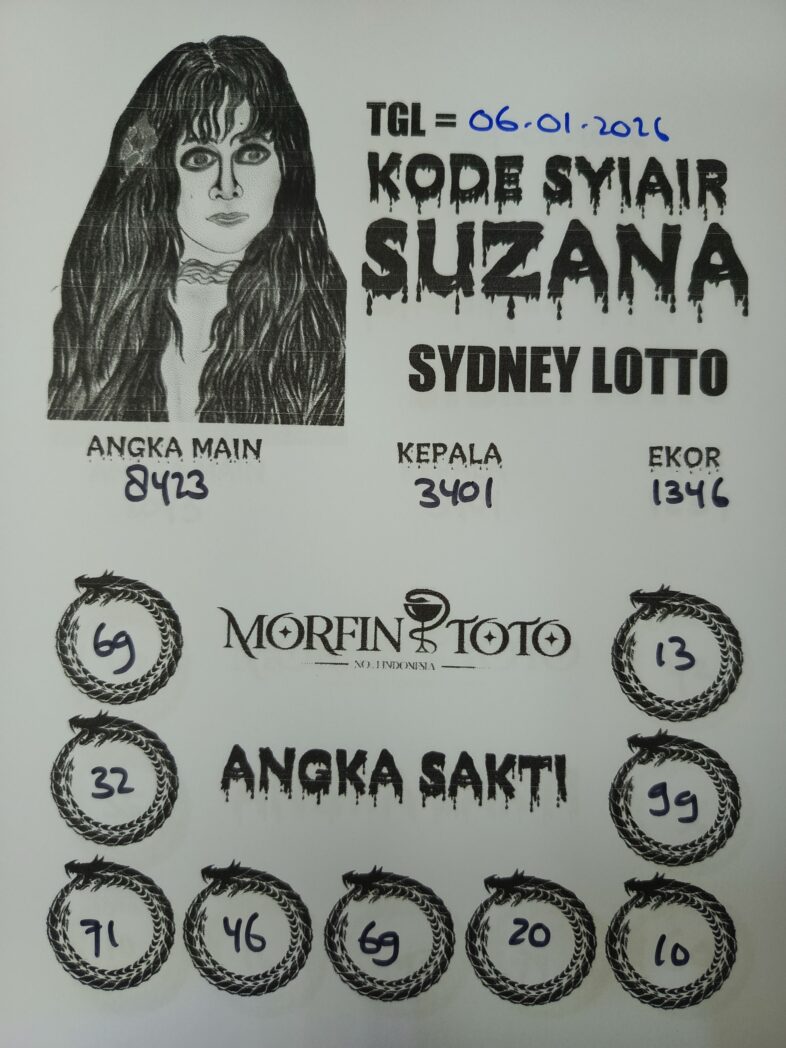 TGL = 06.01.2026
KODE SYIAIR
SUZANA
SYDNEY LOTTO
ANGKA MAIN
8423
KEPALA
3401
EKOR
1346
69
MORFIN TOTO
NO.1 INDONESIA
13
32
ANGKA SAKTI
99
71
46
69
20
10